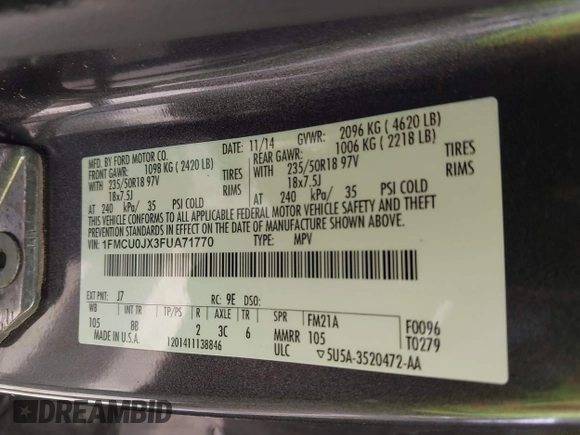 MFD. BY FORD MOTOR CO.
DATE: 11/14 GVWR: 2096 KG ( 4620 LB)
FRONT GAWR: 1098 KG ( 2420 LB)
REAR GAWR: 1006 KG ( 2218 LB)
WITH 235/50R18 97V TIRES
WITH 235/50R18 97V TIRES
18x7.5J RIMS
18x7.5J RIMS
AT 240 kPa/ 35 PSI COLD
AT 240 kPa/ 35 PSI COLD
THIS VEHICLE CONFORMS TO ALL APPLICABLE FEDERAL MOTOR VEHICLE SAFETY AND THEFT
PREVENTION STANDARDS IN EFFECT ON THE DATE OF MANUFACTURE SHOWN ABOVE.
VIN: 1FMCU0JX3FUA71770
TYPE: MPV
EXT PNT: J7 RC: 9E DSO:
WB INT TR TP/PS R AXLE TR SPR
105 BB 2 3C 6
MADE IN U.S.A.
1201411138846
FM21A
MMRR 105
ULC
F0096
T0279
5U5A-3520472-AA
DREAMBID